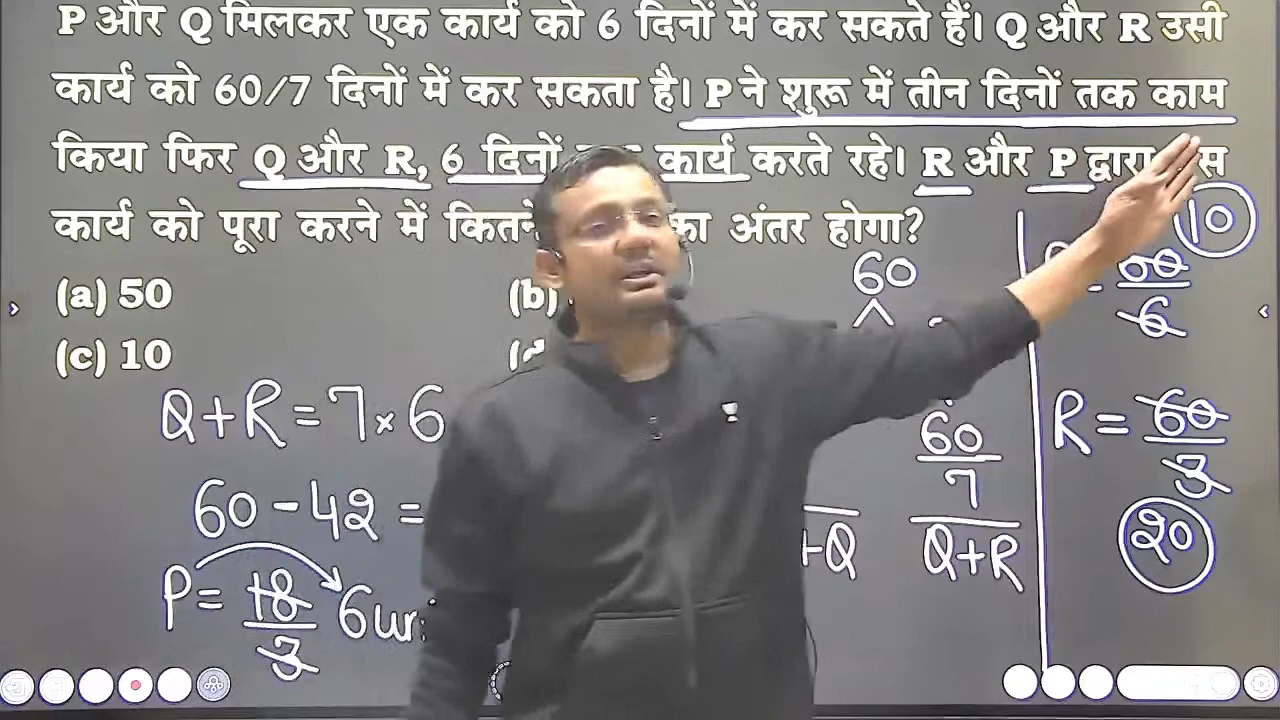 P और Q मिलकर एक कार्य को 6 दिनों में कर सकते हैं। Q और R उसी
कार्य को 60/7 दिनों में कर सकता है। P ने शुरू में तीन दिनों तक काम
किया फिर Q और R, 6 दिनों कार्य करते रहे। R और P द्वारा
कार्य को पूरा करने में का अंतर होगा?
(a) 50
(b)
(c) 10
Q+R=7×6
60-42=
P= 18/3 6
60
60/7
+Q
Q+R
10
60/6
R= 60/3
20